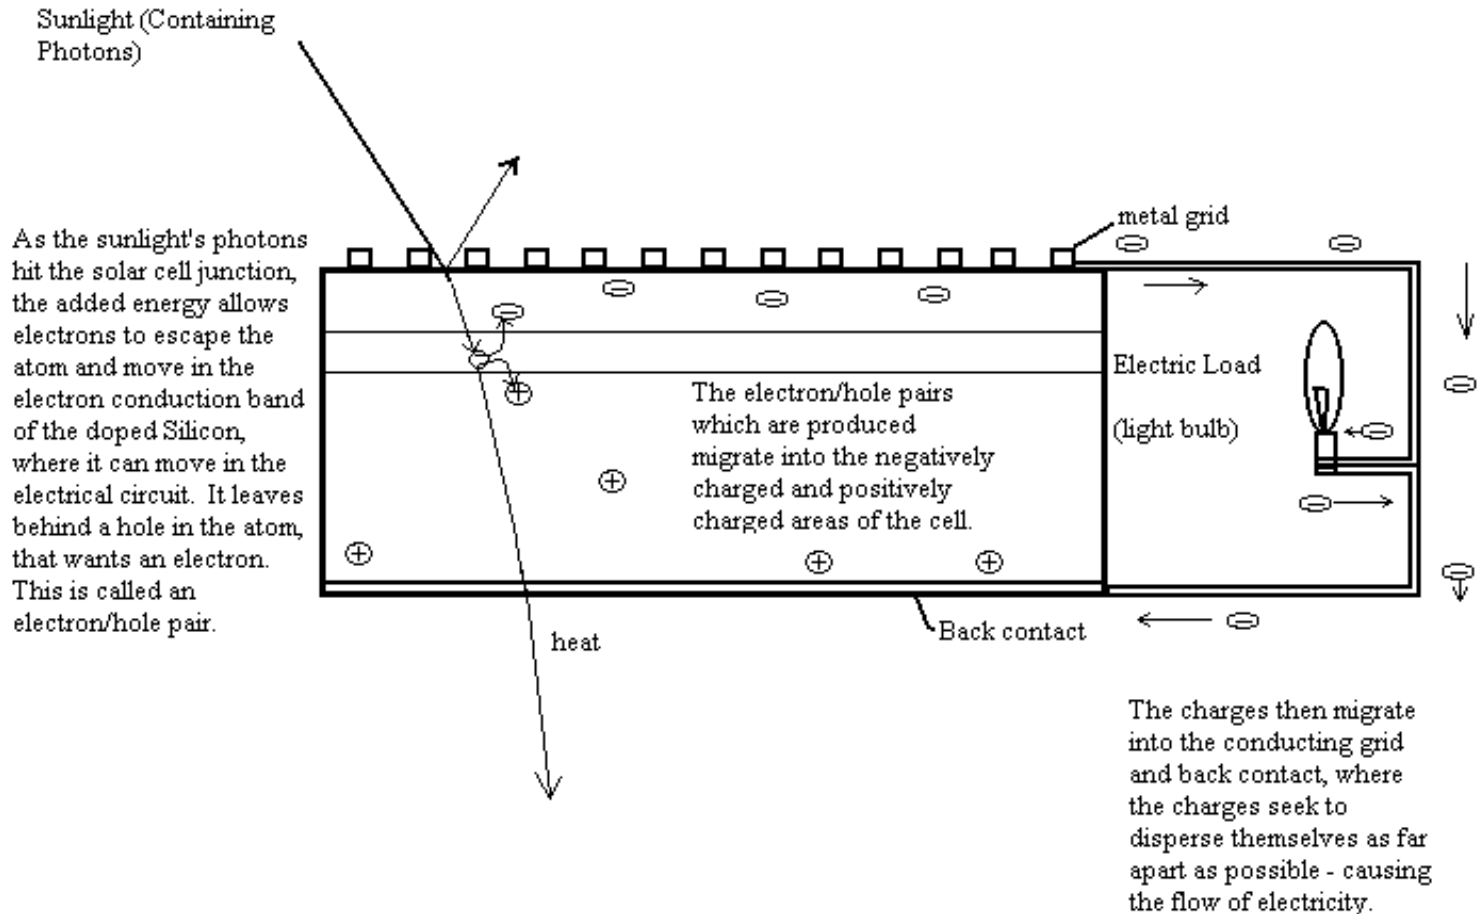 Sunlight (Containing
Photons)
As the sunlight's photons
hit the solar cell junction,
the added energy allows
electrons to escape the
atom and move in the
electron conduction band
of the doped Silicon,
where it can move in the
electrical circuit. It leaves
behind a hole in the atom,
that wants an electron.
This is called an
electron/hole pair.
metal grid
The electron/hole pairs
which are produced
migrate into the negatively
charged and positively
charged areas of the cell.
Electric Load
(light bulb)
heat
Back contact
The charges then migrate
into the conducting grid
and back contact, where
the charges seek to
disperse themselves as far
apart as possible - causing
the flow of electricity.